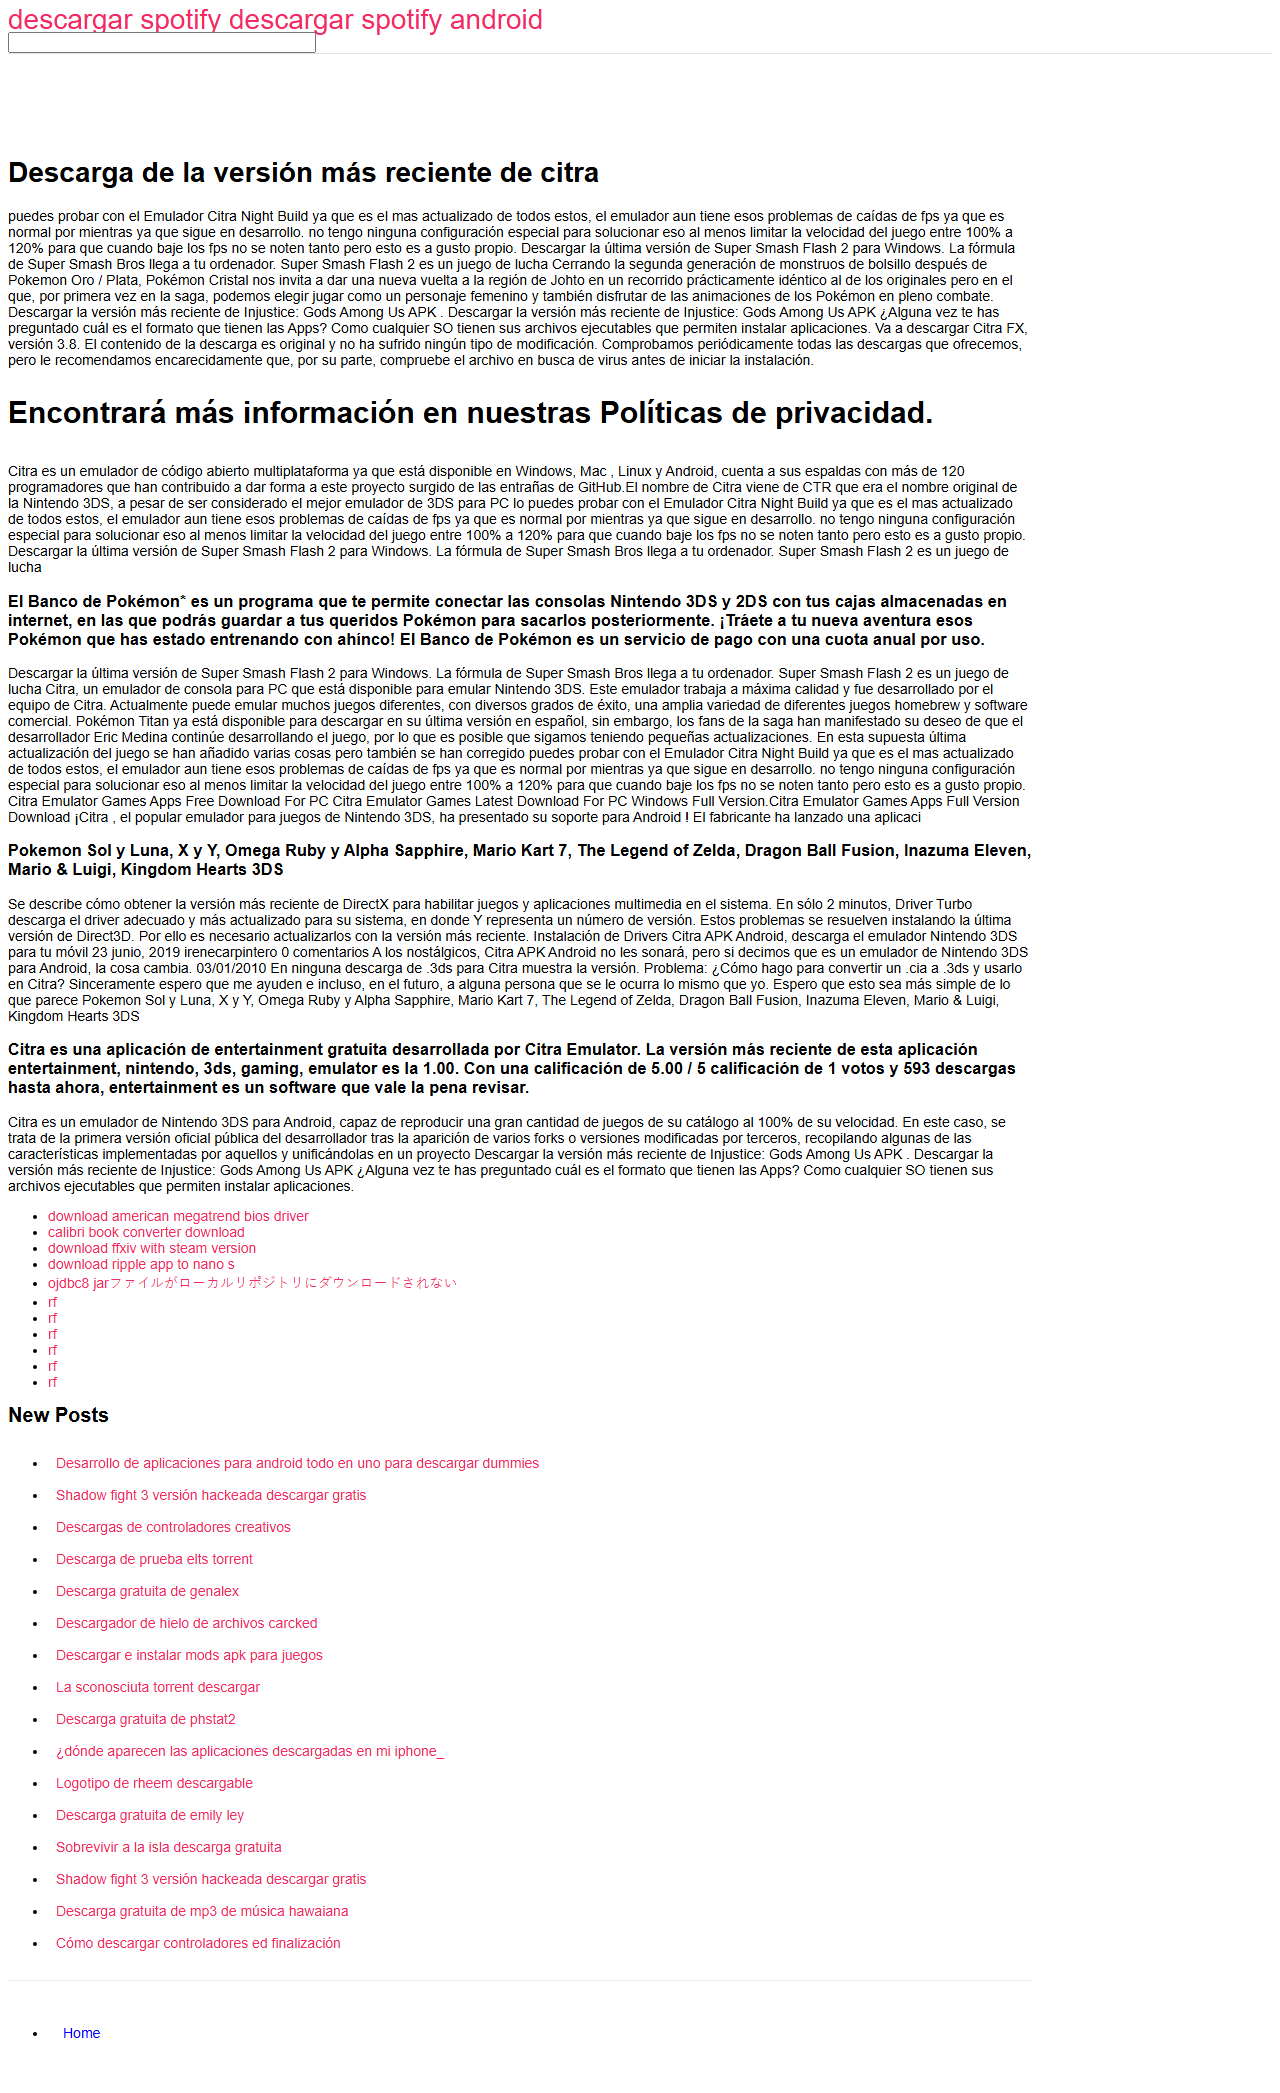 descargar spotify descargar spotify android
Descarga de la versión más reciente de citra
puedes probar con el Emulador Citra Night Build ya que es el mas actualizado de todos estos, el emulador aun tiene esos problemas de caídas de fps ya que es
normal por mientras ya que sigue en desarrollo. no tengo ninguna configuración especial para solucionar eso al menos limitar la velocidad del juego entre 100% a
120% para que cuando baje los fps no se noten tanto pero esto es a gusto propio. Descargar la última versión de Super Smash Flash 2 para Windows. La fórmula
de Super Smash Bros llega a tu ordenador. Super Smash Flash 2 es un juego de lucha Cerrando la segunda generación de monstruos de bolsillo después de
Pokemon Oro / Plata, Pokémon Cristal nos invita a dar una nueva vuelta a la región de Johto en un recorrido prácticamente idéntico al de los originales pero en el
que, por primera vez en la saga, podemos elegir jugar como un personaje femenino y también disfrutar de las animaciones de los Pokémon en pleno combate.
Descargar la versión más reciente de Injustice: Gods Among Us APK . Descargar la versión más reciente de Injustice: Gods Among Us APK ¿Alguna vez te has
preguntado cuál es el formato que tienen las Apps? Como cualquier SO tienen sus archivos ejecutables que permiten instalar aplicaciones. Va a descargar Citra FX,
versión 3.8. El contenido de la descarga es original y no ha sufrido ningún tipo de modificación. Comprobamos periódicamente todas las descargas que ofrecemos,
pero le recomendamos encarecidamente que, por su parte, compruebe el archivo en busca de virus antes de iniciar la instalación.
Encontrará más información en nuestras Políticas de privacidad.
Citra es un emulador de código abierto multiplataforma ya que está disponible en Windows, Mac , Linux y Android, cuenta a sus espaldas con más de 120
programadores que han contribuido a dar forma a este proyecto surgido de las entrañas de GitHub.El nombre de Citra viene de CTR que era el nombre original de
la Nintendo 3DS, a pesar de ser considerado el mejor emulador de 3DS para PC lo puedes probar con el Emulador Citra Night Build ya que es el mas actualizado
de todos estos, el emulador aun tiene esos problemas de caídas de fps ya que es normal por mientras ya que sigue en desarrollo. no tengo ninguna configuración
especial para solucionar eso al menos limitar la velocidad del juego entre 100% a 120% para que cuando baje los fps no se noten tanto pero esto es a gusto propio.
Descargar la última versión de Super Smash Flash 2 para Windows. La fórmula de Super Smash Bros llega a tu ordenador. Super Smash Flash 2 es un juego de
lucha
El Banco de Pokémon* es un programa que te permite conectar las consolas Nintendo 3DS y 2DS con tus cajas almacenadas en
internet, en las que podrás guardar a tus queridos Pokémon para sacarlos posteriormente. ¡Tráete a tu nueva aventura esos
Pokémon que has estado entrenando con ahínco! El Banco de Pokémon es un servicio de pago con una cuota anual por uso.
Descargar la última versión de Super Smash Flash 2 para Windows. La fórmula de Super Smash Bros llega a tu ordenador. Super Smash Flash 2 es un juego de
lucha Citra, un emulador de consola para PC que está disponible para emular Nintendo 3DS. Este emulador trabaja a máxima calidad y fue desarrollado por el
equipo de Citra. Actualmente puede emular muchos juegos diferentes, con diversos grados de éxito, una amplia variedad de diferentes juegos homebrew y software
comercial. Pokémon Titan ya está disponible para descargar en su última versión en español, sin embargo, los fans de la saga han manifestado su deseo de que el
desarrollador Eric Medina continúe desarrollando el juego, por lo que es posible que sigamos teniendo pequeñas actualizaciones. En esta supuesta última
actualización del juego se han añadido varias cosas pero también se han corregido puedes probar con el Emulador Citra Night Build ya que es el mas actualizado
de todos estos, el emulador aun tiene esos problemas de caídas de fps ya que es normal por mientras ya que sigue en desarrollo. no tengo ninguna configuración
especial para solucionar eso al menos limitar la velocidad del juego entre 100% a 120% para que cuando baje los fps no se noten tanto pero esto es a gusto propio.
Citra Emulator Games Apps Free Download For PC Citra Emulator Games Latest Download For PC Windows Full Version.Citra Emulator Games Apps Full Version
Download ¡Citra , el popular emulador para juegos de Nintendo 3DS, ha presentado su soporte para Android ! El fabricante ha lanzado una aplicaci
Pokemon Sol y Luna, X y Y, Omega Ruby y Alpha Sapphire, Mario Kart 7, The Legend of Zelda, Dragon Ball Fusion, Inazuma Eleven,
Mario & Luigi, Kingdom Hearts 3DS
Se describe cómo obtener la versión más reciente de DirectX para habilitar juegos y aplicaciones multimedia en el sistema. En sólo 2 minutos, Driver Turbo
descarga el driver adecuado y más actualizado para su sistema, en donde Y representa un número de versión. Estos problemas se resuelven instalando la última
versión de Direct3D. Por ello es necesario actualizarlos con la versión más reciente. Instalación de Drivers Citra APK Android, descarga el emulador Nintendo 3DS
para tu móvil 23 junio, 2019 irenecarpintero 0 comentarios A los nostálgicos, Citra APK Android no les sonará, pero si decimos que es un emulador de Nintendo 3DS
para Android, la cosa cambia. 03/01/2010 En ninguna descarga de .3ds para Citra muestra la versión. Problema: ¿Cómo hago para convertir un .cia a .3ds y usarlo
en Citra? Sinceramente espero que me ayuden e incluso, en el futuro, a alguna persona que se le ocurra lo mismo que yo. Espero que esto sea más simple de lo
que parece Pokemon Sol y Luna, X y Y, Omega Ruby y Alpha Sapphire, Mario Kart 7, The Legend of Zelda, Dragon Ball Fusion, Inazuma Eleven, Mario & Luigi,
Kingdom Hearts 3DS
Citra es una aplicación de entertainment gratuita desarrollada por Citra Emulator. La versión más reciente de esta aplicación
entertainment, nintendo, 3ds, gaming, emulator es la 1.00. Con una calificación de 5.00 / 5 calificación de 1 votos y 593 descargas
hasta ahora, entertainment es un software que vale la pena revisar.
Citra es un emulador de Nintendo 3DS para Android, capaz de reproducir una gran cantidad de juegos de su catálogo al 100% de su velocidad. En este caso, se
trata de la primera versión oficial pública del desarrollador tras la aparición de varios forks o versiones modificadas por terceros, recopilando algunas de las
características implementadas por aquellos y unificándolas en un proyecto Descargar la versión más reciente de Injustice: Gods Among Us APK . Descargar la
versión más reciente de Injustice: Gods Among Us APK ¿Alguna vez te has preguntado cuál es el formato que tienen las Apps? Como cualquier SO tienen sus
archivos ejecutables que permiten instalar aplicaciones.
download american megatrend bios driver
calibri book converter download
download ffxiv with steam version
download ripple app to nano s
ojdbc8 jarファイルがローカルリポジトリにダウンロードされない
rf
rf
rf
rf
rf
rf
New Posts
Desarrollo de aplicaciones para android todo en uno para descargar dummies
Shadow fight 3 versión hackeada descargar gratis
Descargas de controladores creativos
Descarga de prueba elts torrent
Descarga gratuita de genalex
Descargador de hielo de archivos carcked
Descargar e instalar mods apk para juegos
La sconosciuta torrent descargar
Descarga gratuita de phstat2
¿dónde aparecen las aplicaciones descargadas en mi iphone_
Logotipo de rheem descargable
Descarga gratuita de emily ley
Sobrevivir a la isla descarga gratuita
Shadow fight 3 versión hackeada descargar gratis
Descarga gratuita de mp3 de música hawaiana
Cómo descargar controladores ed finalización
Home